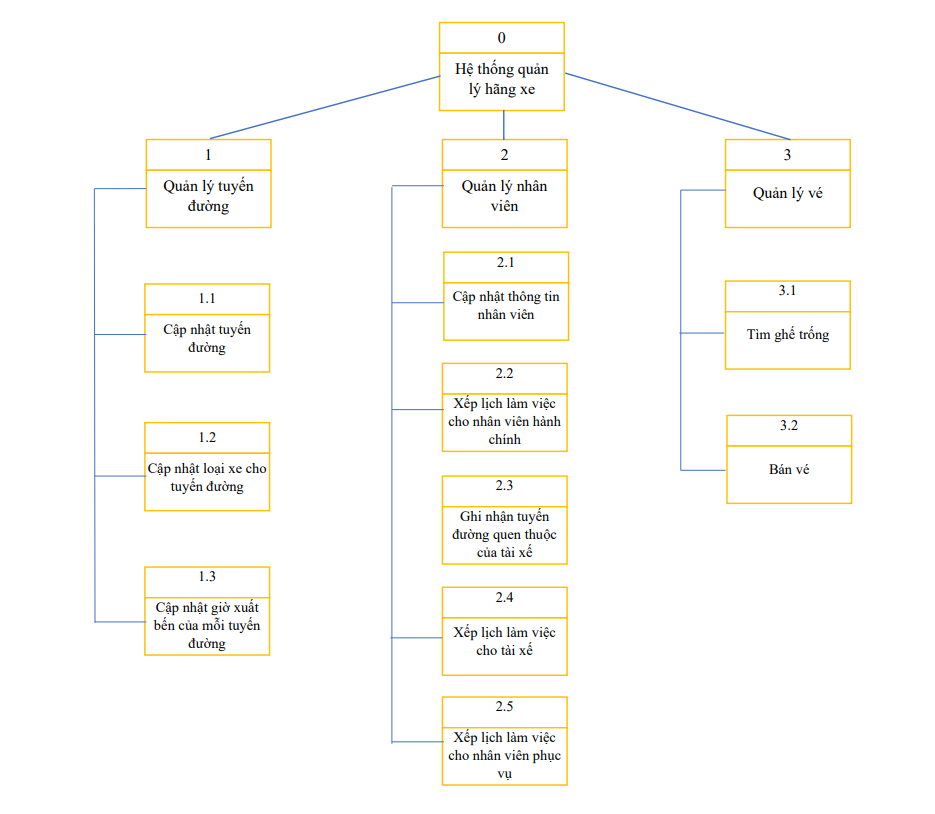 0
Hệ thống quản
lý hãng xe
1
Quản lý tuyến
đường
1.1
Cập nhật tuyến
đường
1.2
Cập nhật loại xe cho
tuyến đường
1.3
Cập nhật giờ xuất
bến của mỗi tuyến
đường
2
Quản lý nhân
viên
2.1
Cập nhật thông tin
nhân viên
2.2
Xếp lịch làm việc
cho nhân viên hành
chính
2.3
Ghi nhận tuyến
đường quen thuộc
của tài xế
2.4
Xếp lịch làm việc
cho tài xế
2.5
Xếp lịch làm việc
cho nhân viên phục
vụ
3
Quản lý vé
3.1
Tìm ghế trống
3.2
Bán vé